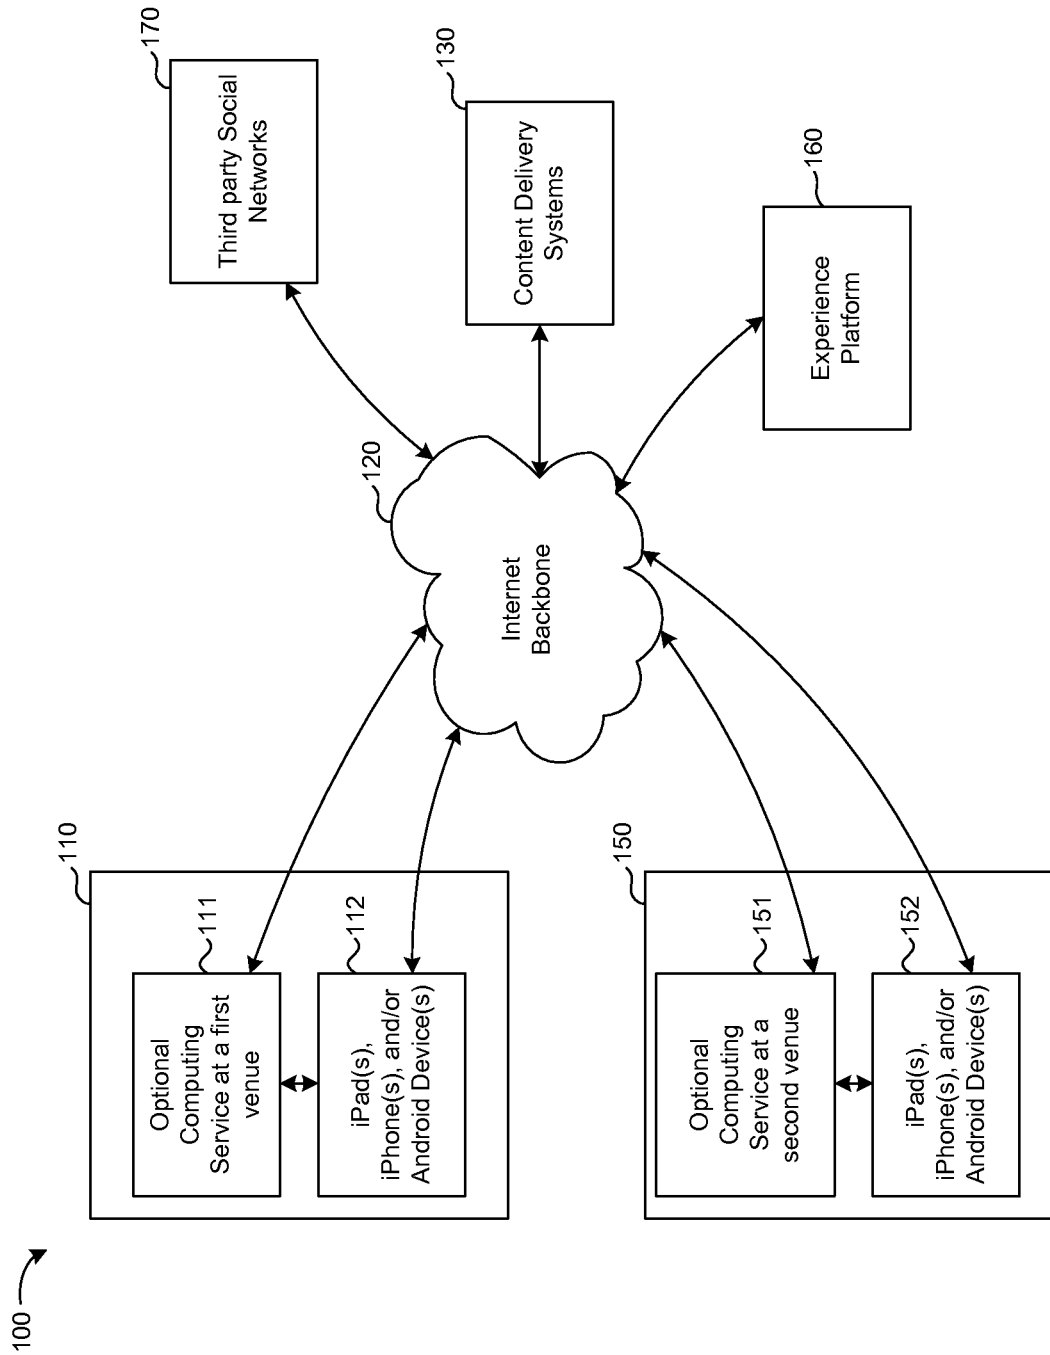 100
110
Optional
Computing
Service at a first
venue
111
iPad(s),
iPhone(s), and/or
Android Device(s)
112
150
Optional
Computing
Service at a
second venue
151
iPad(s),
iPhone(s), and/or
Android Device(s)
152
120
Internet
Backbone
170
Third party Social
Networks
130
Content Delivery
Systems
160
Experience
Platform